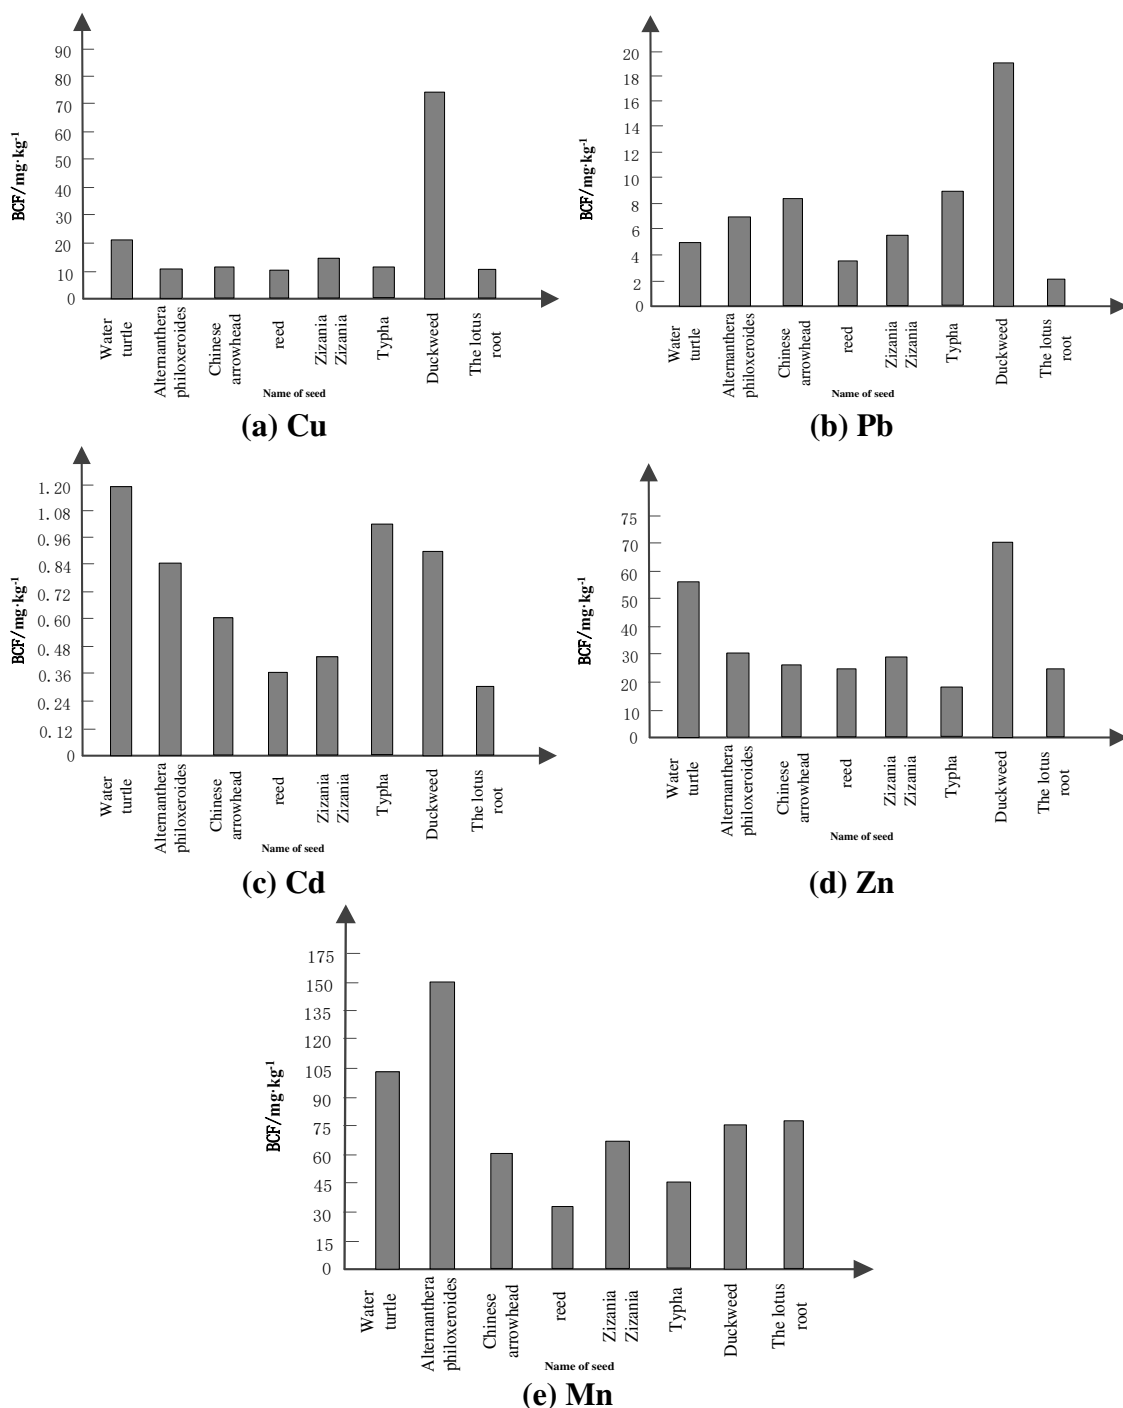 90
80
70
60
50
40
30
20
10
0
BCF/mg·kg-1
Water
turtle
Alternanthera
philoxeroides
Chinese
arrowhead
reed
Zizania
Zizania
Typha
Duckweed
The lotus
root
Name of seed
(a) Cu
20
18
16
14
12
10
8
6
4
2
0
BCF/mg·kg-1
Water
turtle
Alternanthera
philoxeroides
Chinese
arrowhead
reed
Zizania
Zizania
Typha
Duckweed
The lotus
root
Name of seed
(b) Pb
1.20
1.08
0.96
0.84
0.72
0.60
0.48
0.36
0.24
0.12
0
BCF/mg·kg-1
Water
turtle
Alternanthera
philoxeroides
Chinese
arrowhead
reed
Zizania
Zizania
Typha
Duckweed
The lotus
root
Name of seed
(c) Cd
75
70
60
50
40
30
20
10
0
BCF/mg·kg-1
Water
turtle
Alternanthera
philoxeroides
Chinese
arrowhead
reed
Zizania
Zizania
Typha
Duckweed
The lotus
root
Name of seed
(d) Zn
175
150
135
120
105
90
75
60
45
30
15
0
BCF/mg·kg-1
Water
turtle
Alternanthera
philoxeroides
Chinese
arrowhead
reed
Zizania
Zizania
Typha
Duckweed
The lotus
root
Name of seed
(e) Mn